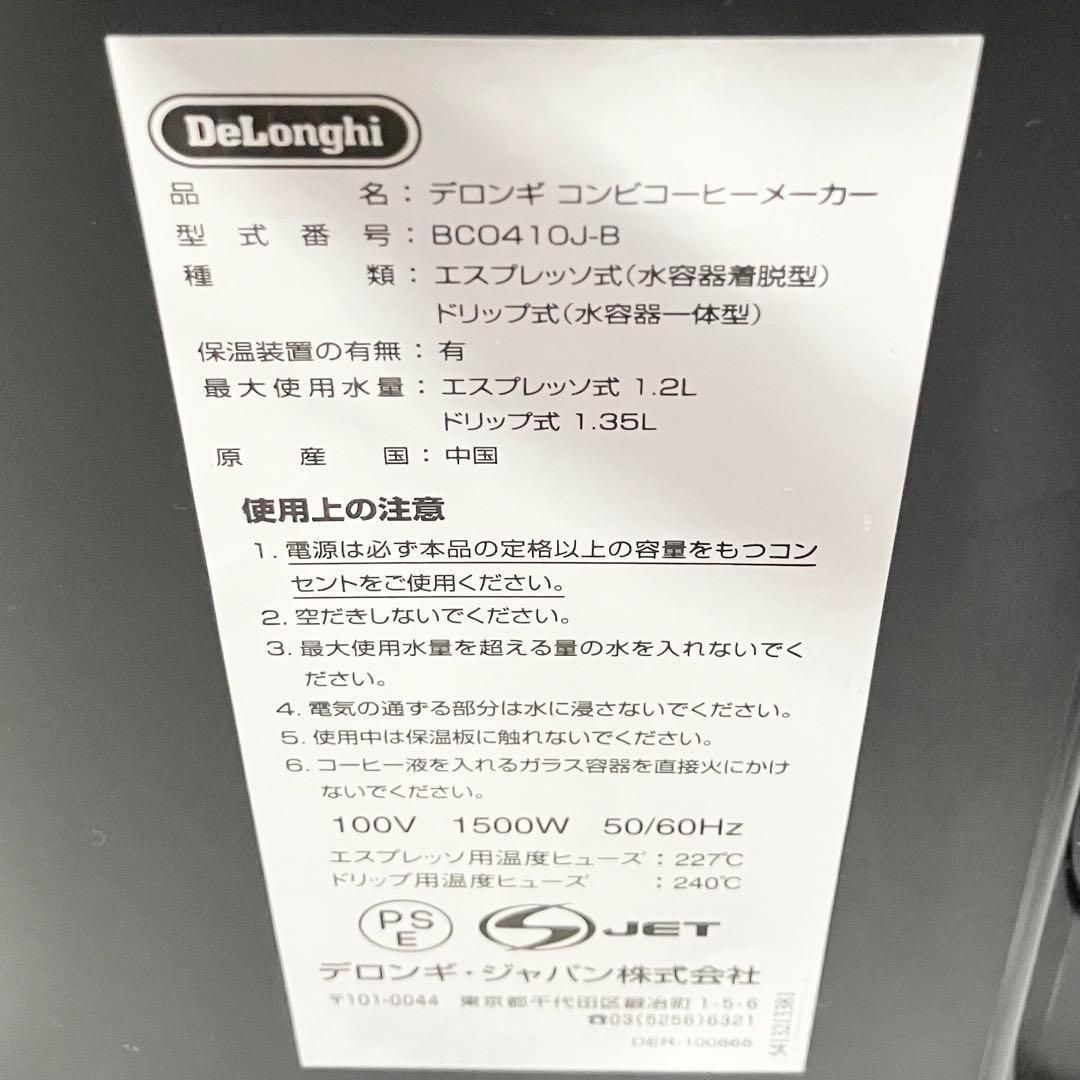 DeLonghi
品名：デロンギ コンビコーヒーメーカー
型式番号：BCO410J-B
種類：エスプレッソ式(水容器着脱型)
ドリップ式(水容器一体型)
保温装置の有無：有
最大使用水量：エスプレッソ式 1.2L
ドリップ式 1.35L
原産国：中国
使用上の注意
1. 電源は必ず本品の定格以上の容量をもつコン
セントをご使用ください。
2. 空だきしないでください。
3. 最大使用水量を超える量の水を入れないでく
ださい。
4. 電気の通ずる部分は水に浸さないでください。
5. 使用中は保温板に触れないでください。
6. コーヒー液を入れるガラス容器を直接火にかけ
ないでください。
100V 1500W 50/60Hz
エスプレッソ用温度ヒューズ：227℃
ドリップ用温度ヒューズ：240℃
PSE JET
デロンギ・ジャパン株式会社
〒101-0044 東京都千代田区鍛冶町1-5-6
☎03(5256)6321
DER-100865
S413213381